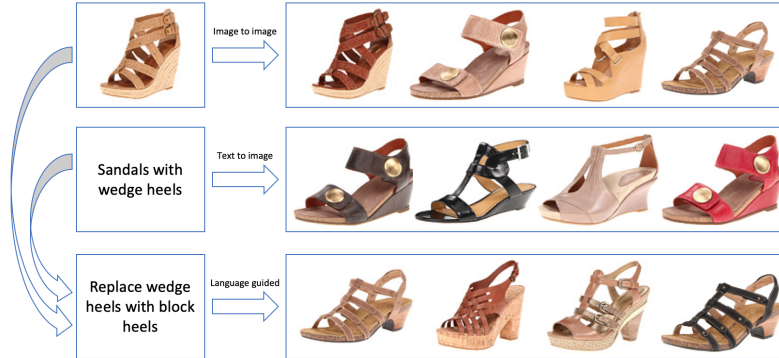 Image to image
Sandals with
wedge heels
Text to image
Replace wedge
heels with block
heels
Language guided